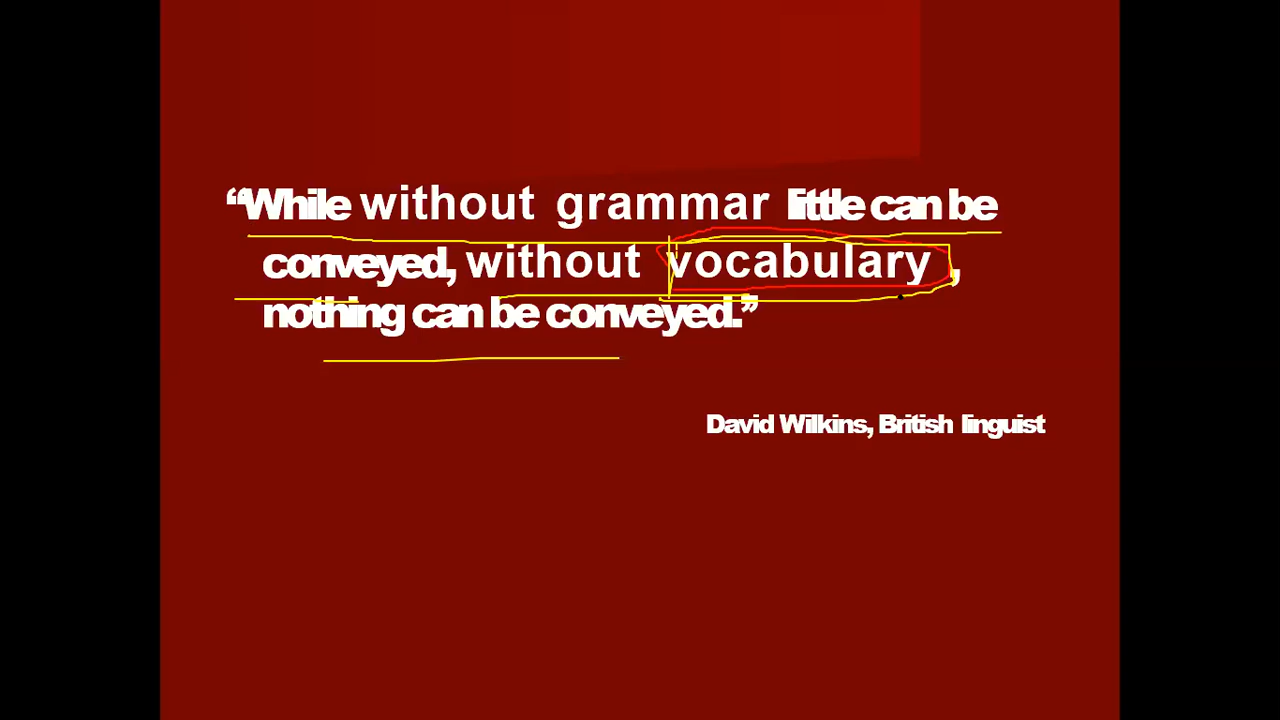 “While without grammar little can be
conveyed, without vocabulary ,
nothing can be conveyed.”
David Wilkins, British linguist